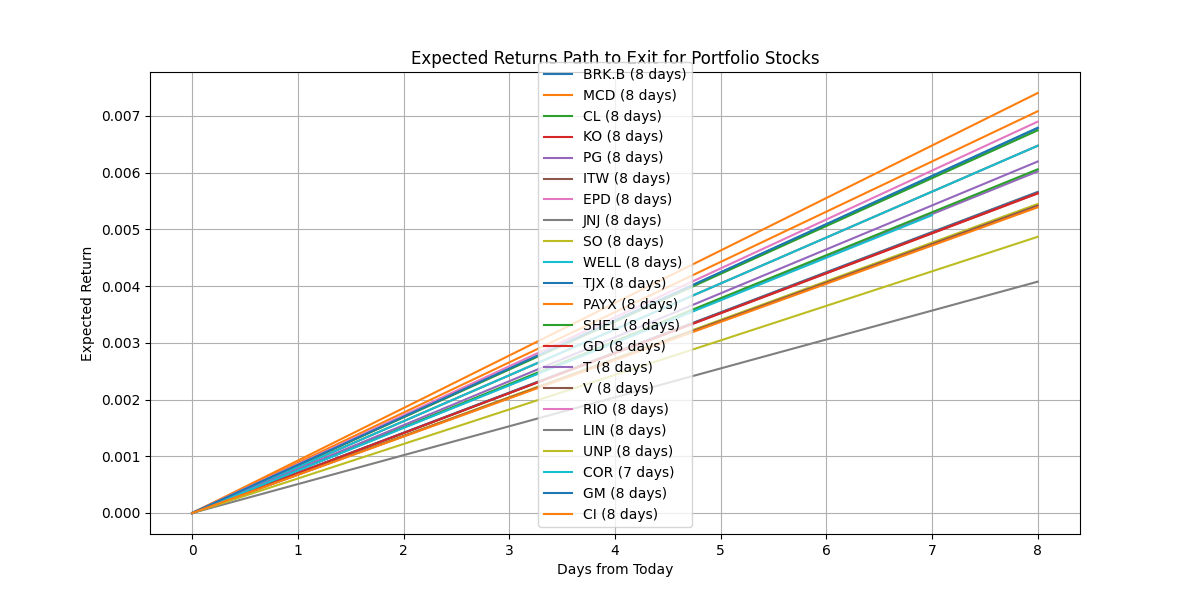 Expected Returns Path to Exit for Portfolio Stocks
BRK.B (8 days)
MCD (8 days)
CL (8 days)
KO (8 days)
PG (8 days)
ITW (8 days)
EPD (8 days)
JNJ (8 days)
SO (8 days)
WELL (8 days)
TJX (8 days)
PAYX (8 days)
SHEL (8 days)
GD (8 days)
T (8 days)
V (8 days)
RIO (8 days)
LIN (8 days)
UNP (8 days)
COR (7 days)
GM (8 days)
CI (8 days)
Expected Return
0.007
0.006
0.005
0.004
0.003
0.002
0.001
0.000
0 1 2 3 4 5 6 7 8
Days from Today